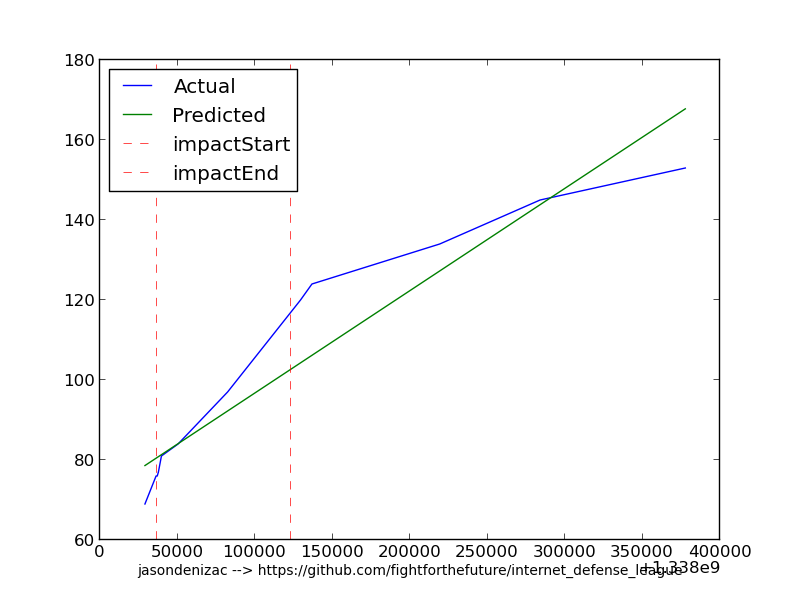 180
160
140
120
100
80
60
Actual
Predicted
impactStart
impactEnd
0 50000 100000 150000 200000 250000 300000 350000 400000
+1.338e9
jasondenizac --> https://github.com/fightforthefuture/internet_defense_league